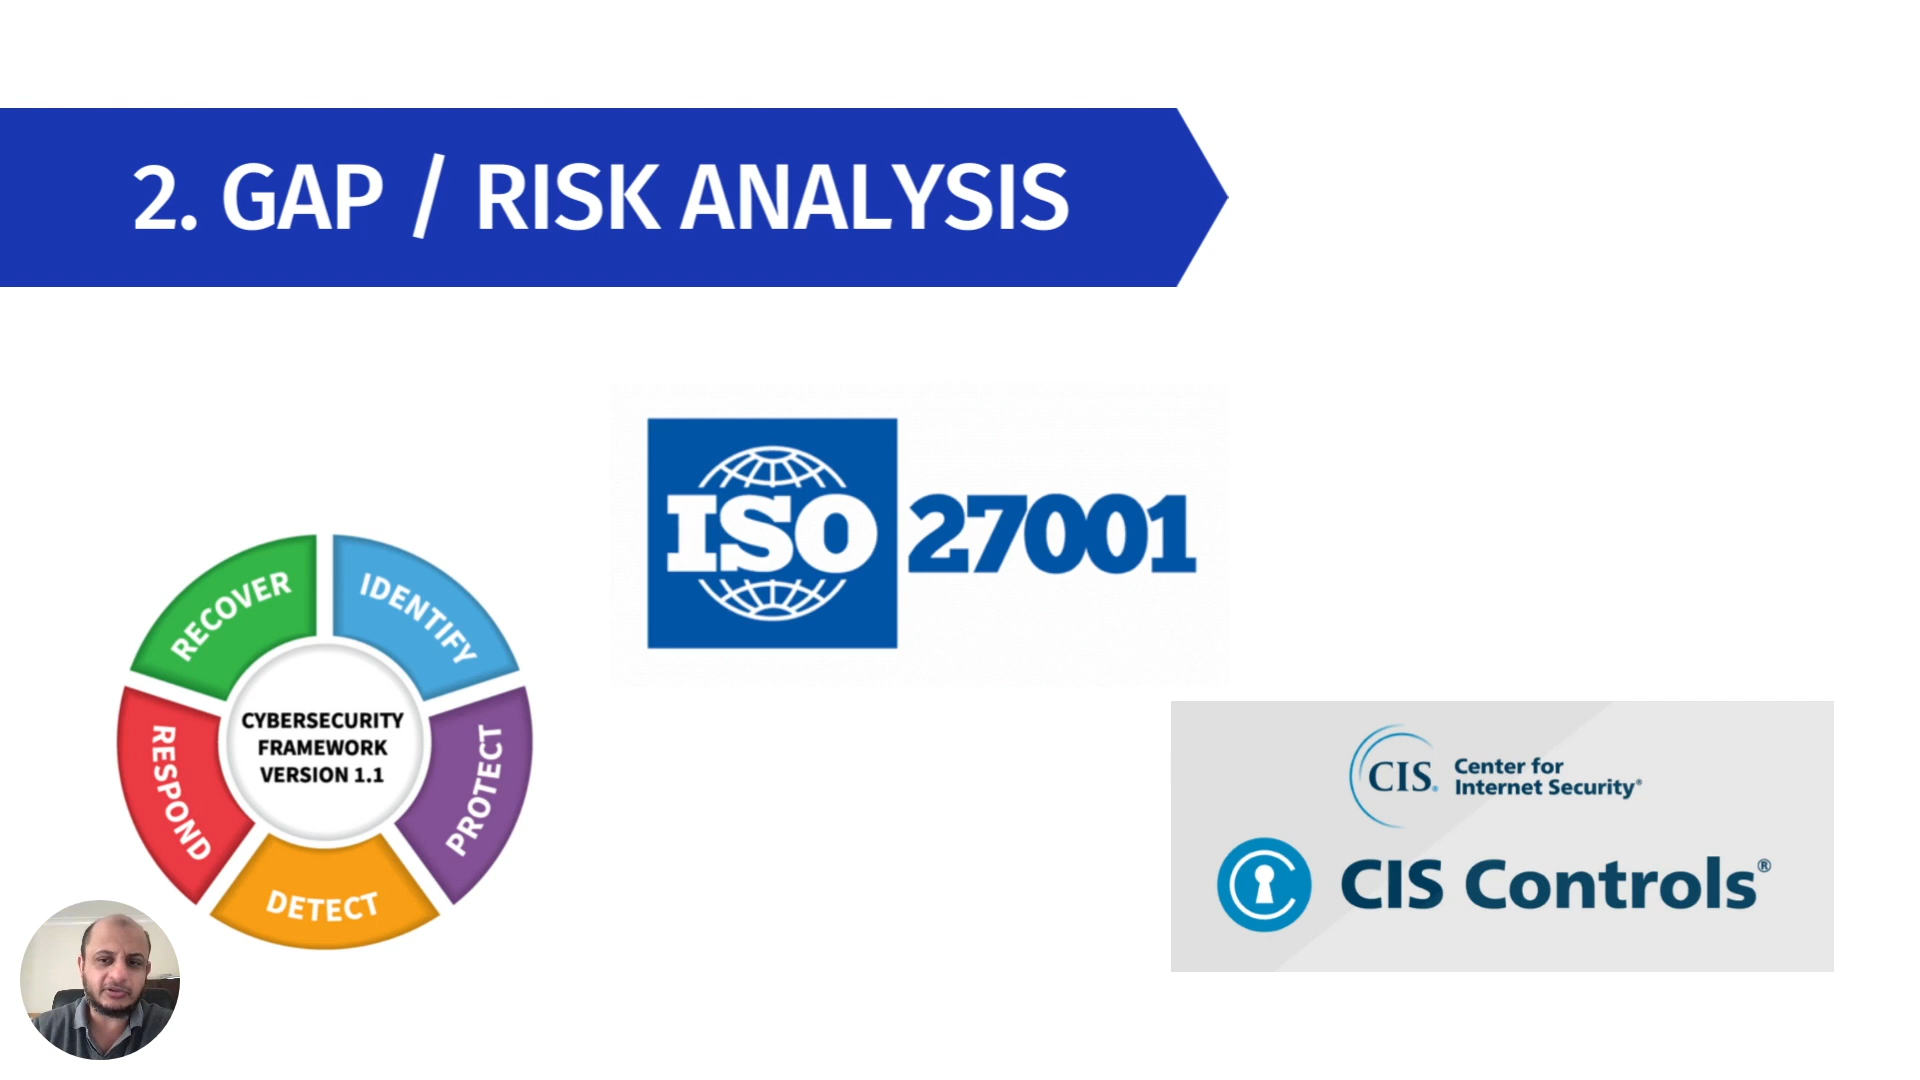 2. GAP / RISK ANALYSIS
ISO 27001
RECOVER
IDENTIFY
PROTECT
DETECT
RESPOND
CYBERSECURITY
FRAMEWORK
VERSION 1.1
CIS® Center for
Internet Security®
CIS Controls®